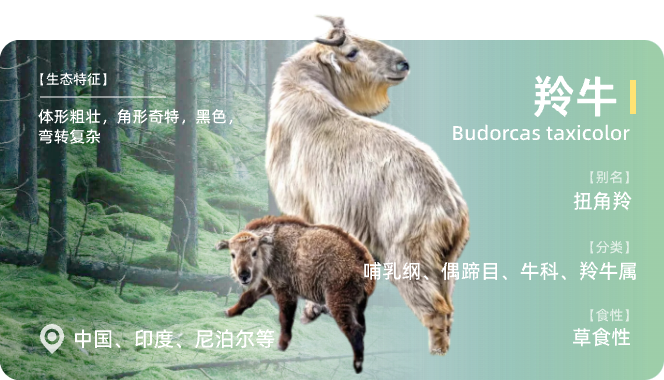 【生态特征】
体形粗壮，角形奇特，黑色，
弯转复杂
羚牛
Budorcas taxicolor
【别名】
扭角羚
【分类】
哺乳纲、偶蹄目、牛科、羚牛属
【食性】
草食性
中国、印度、尼泊尔等